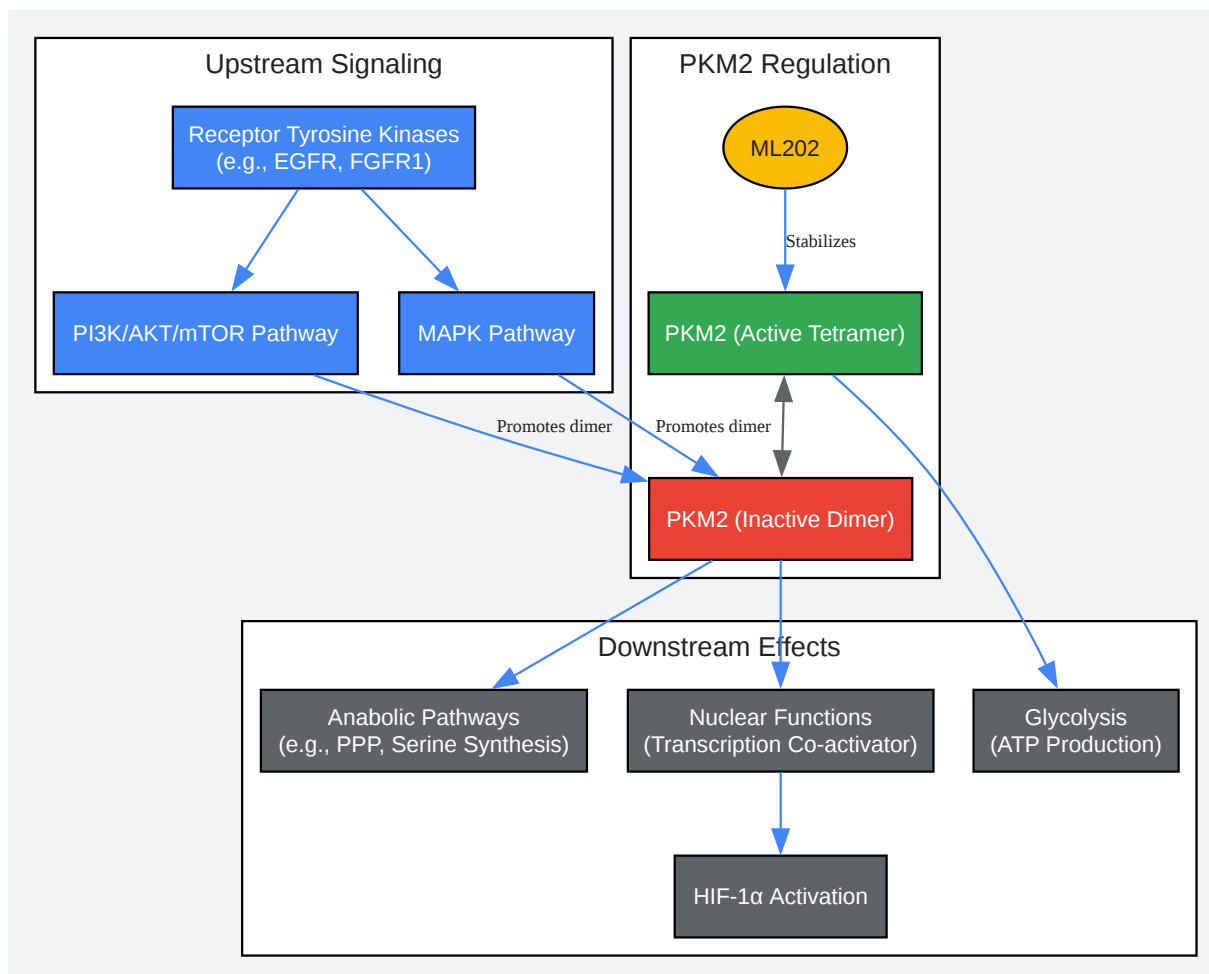 Upstream Signaling
Receptor Tyrosine Kinases
(e.g., EGFR, FGFR1)
PI3K/AKT/mTOR Pathway
MAPK Pathway
PKM2 Regulation
ML202
Stabilizes
PKM2 (Active Tetramer)
Promotes dimer
Promotes dimer
PKM2 (Inactive Dimer)
Downstream Effects
Anabolic Pathways
(e.g., PPP, Serine Synthesis)
Nuclear Functions
(Transcription Co-activator)
Glycolysis
(ATP Production)
HIF-1α Activation